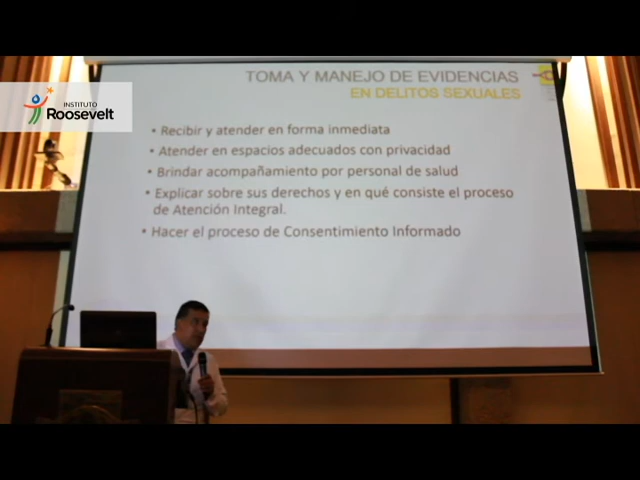 INSTITUTO
Roosevelt
TOMA Y MANEJO DE EVIDENCIAS
EN DELITOS SEXUALES
• Recibir y atender en forma inmediata
• Atender en espacios adecuados con privacidad
• Brindar acompañamiento por personal de salud
• Explicar sobre sus derechos y en qué consiste el proceso
de Atención Integral.
• Hacer el proceso de Consentimiento Informado